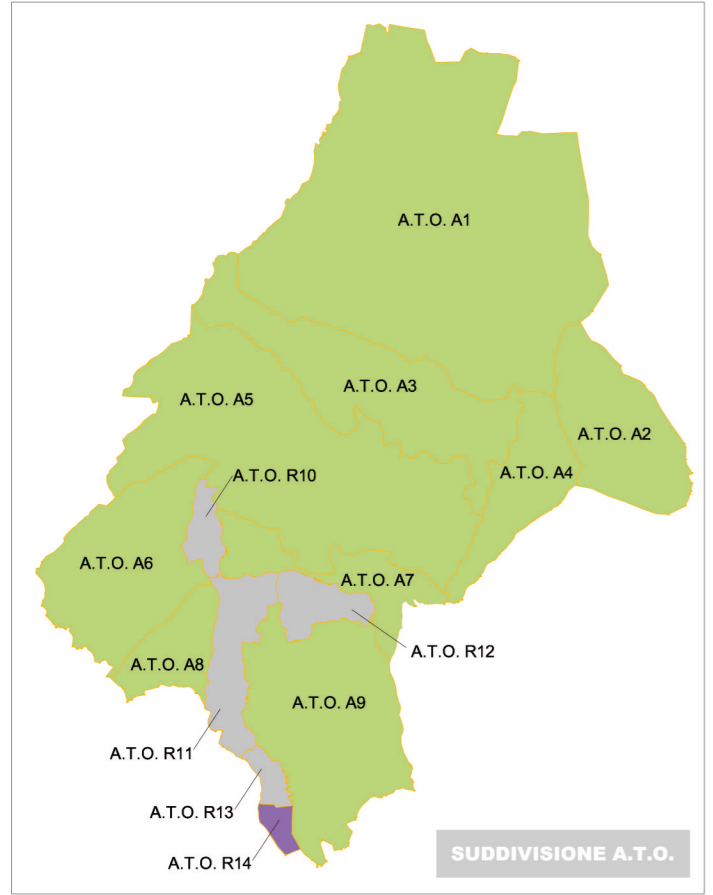 A.T.O. A1
A.T.O. A3
A.T.O. A5
A.T.O. A2
A.T.O. A4
A.T.O. R10
A.T.O. A6
A.T.O. A7
A.T.O. R12
A.T.O. A8
A.T.O. A9
A.T.O. R11
A.T.O. R13
A.T.O. R14
SUDDIVISIONE A.T.O.